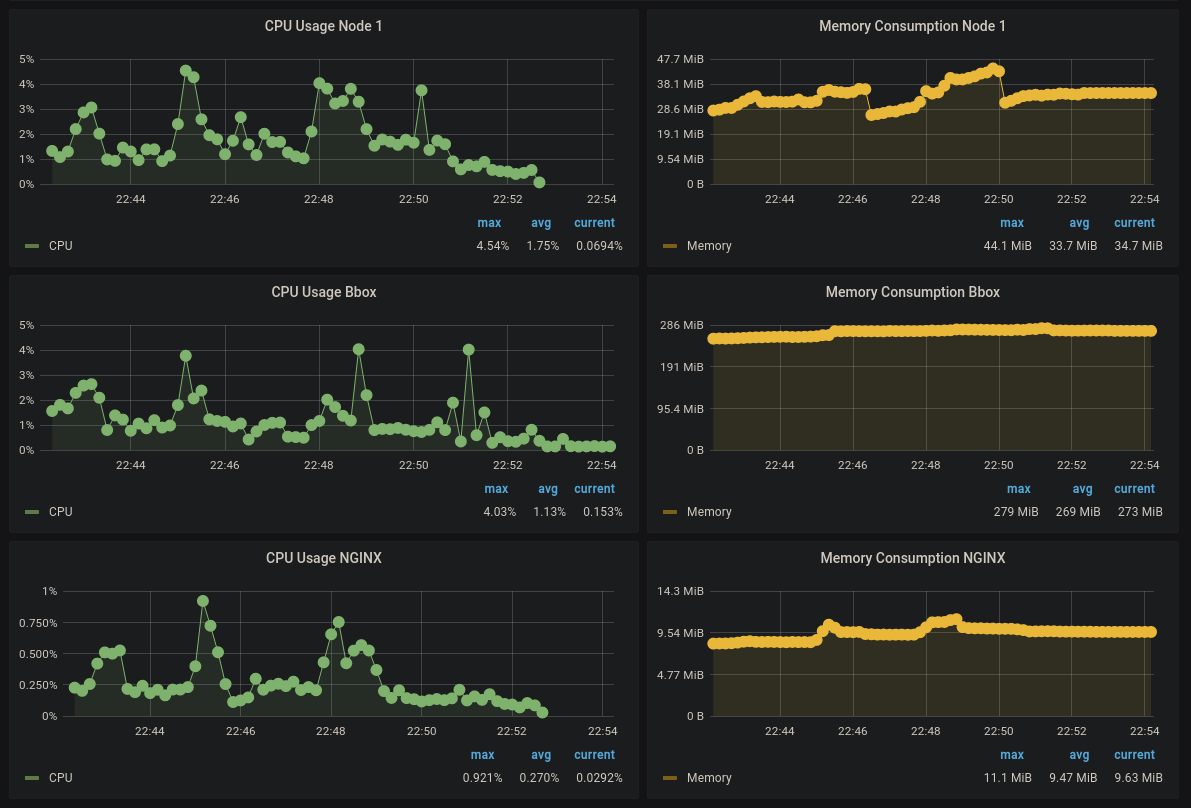 CPU Usage Node 1
5%
4%
3%
2%
1%
0%
22:44 22:46 22:48 22:50 22:52 22:54
max avg current
CPU 4.54% 1.75% 0.0694%
Memory Consumption Node 1
47.7 MiB
38.1 MiB
28.6 MiB
19.1 MiB
9.54 MiB
0 B
22:44 22:46 22:48 22:50 22:52 22:54
max avg current
Memory 44.1 MiB 33.7 MiB 34.7 MiB
CPU Usage Bbox
5%
4%
3%
2%
1%
0%
22:44 22:46 22:48 22:50 22:52 22:54
max avg current
CPU 4.03% 1.13% 0.153%
Memory Consumption Bbox
286 MiB
191 MiB
95.4 MiB
0 B
22:44 22:46 22:48 22:50 22:52 22:54
max avg current
Memory 279 MiB 269 MiB 273 MiB
CPU Usage NGINX
1%
0.750%
0.500%
0.250%
0%
22:44 22:46 22:48 22:50 22:52 22:54
max avg current
CPU 0.921% 0.270% 0.0292%
Memory Consumption NGINX
14.3 MiB
9.54 MiB
4.77 MiB
0 B
22:44 22:46 22:48 22:50 22:52 22:54
max avg current
Memory 11.1 MiB 9.47 MiB 9.63 MiB